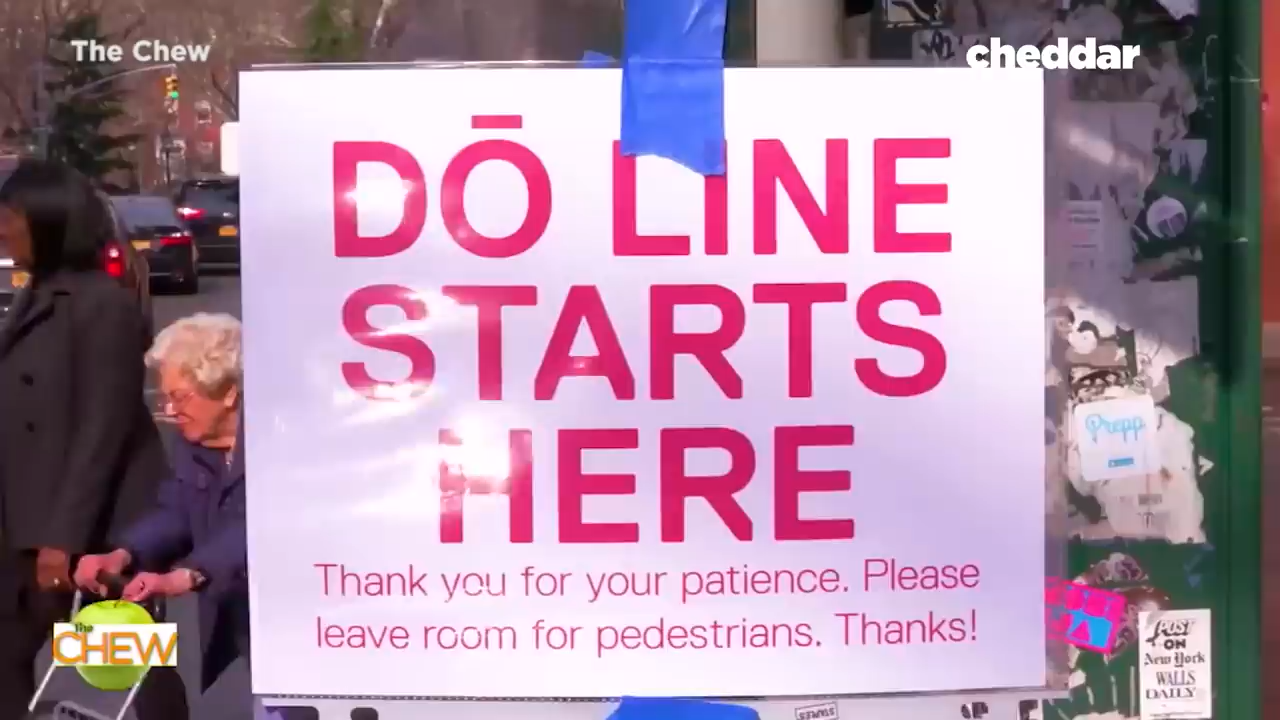 The Chew
cheddar
DŌ LINE
STARTS
HERE
Thank you for your patience. Please
leave room for pedestrians. Thanks!
Prepp
The
CHEW
POST
ON
New York
WALLS
DAILY